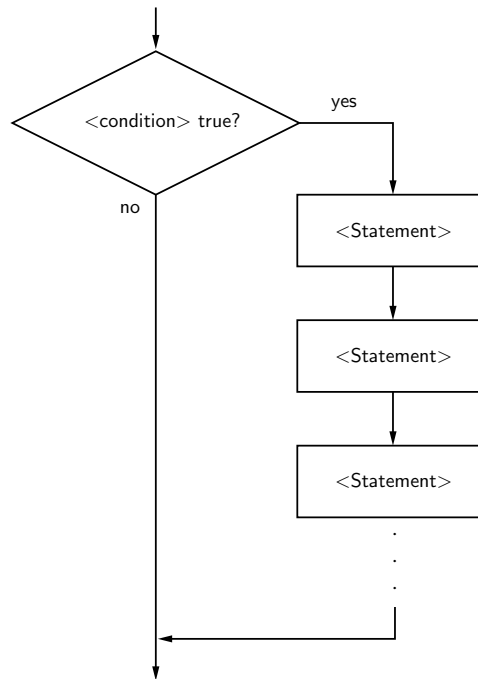 <condition> true?
yes
no
<Statement>
<Statement>
<Statement>
.
.
.